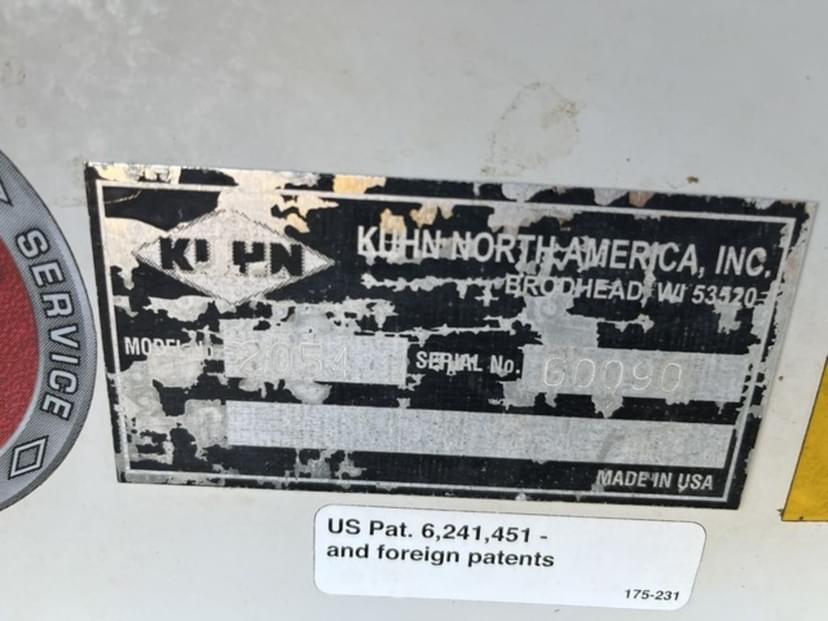 SERVICE
KUHN
KUHN NORTH AMERICA, INC.
BRODHEAD, WI 53520
MODEL No. 2054
SERIAL No. G0090
MADE IN USA
US Pat. 6,241,451 -
and foreign patents
175-231